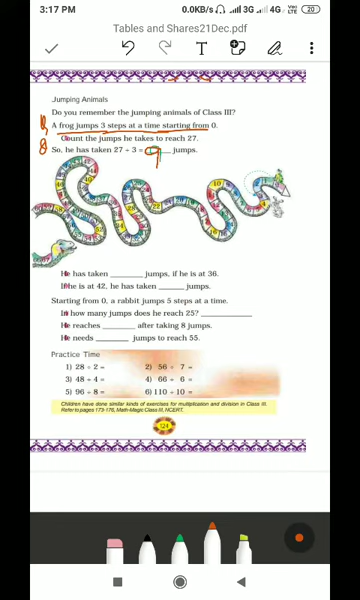 3:17 PM 0.0KB/s 3G 4G VoLTE 20
Tables and Shares21Dec.pdf
Jumping Animals
Do you remember the jumping animals of Class III?
A frog jumps 3 steps at a time starting from 0.
Count the jumps he takes to reach 27.
So, he has taken 27 ÷ 3 = 9 jumps.
He has taken ________ jumps, if he is at 36.
If he is at 42, he has taken ______ jumps.
Starting from 0, a rabbit jumps 5 steps at a time.
In how many jumps does he reach 25? ____________
He reaches ________ after taking 8 jumps.
He needs ________ jumps to reach 55.
Practice Time
1) 28 ÷ 2 = 2) 56 ÷ 7 =
3) 48 ÷ 4 = 4) 66 ÷ 6 =
5) 96 ÷ 8 = 6) 110 ÷ 10 =
Children have done similar kinds of exercises for multiplication and division in Class III.
Refer to pages 173-176, Math-Magic Class III, NCERT.
124